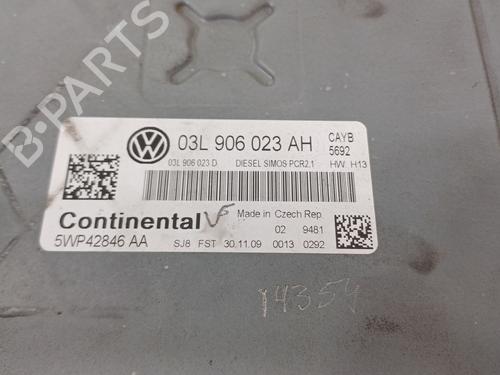 B-PARTS
03L 906 023 AH
CAYB
5692
03L 906 023 D
DIESEL SIMOS PCR2.1
HW H13
Continental
Made in Czech Rep.
02 9481
5WP42846 AA
SJ8 FST 30.11.09 0013 0292
14354